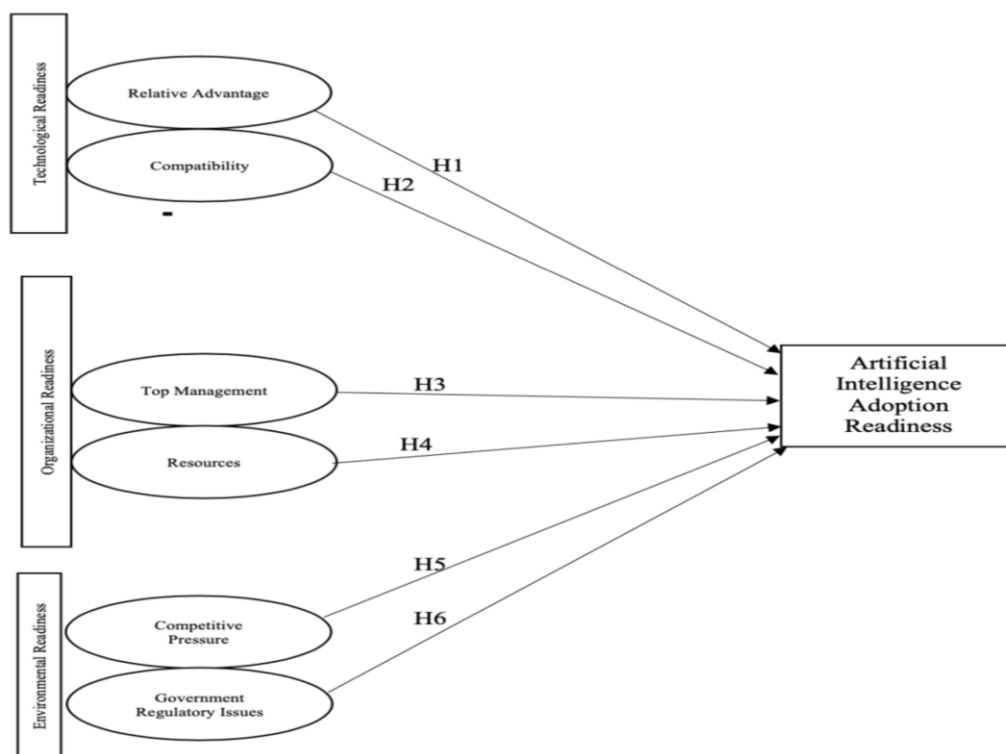 Technological Readiness
Relative Advantage
Compatibility
H1
H2
Organizational Readiness
Top Management
Resources
H3
H4
Environmental Readiness
Competitive
Pressure
Government
Regulatory Issues
H5
H6
Artificial
Intelligence
Adoption
Readiness